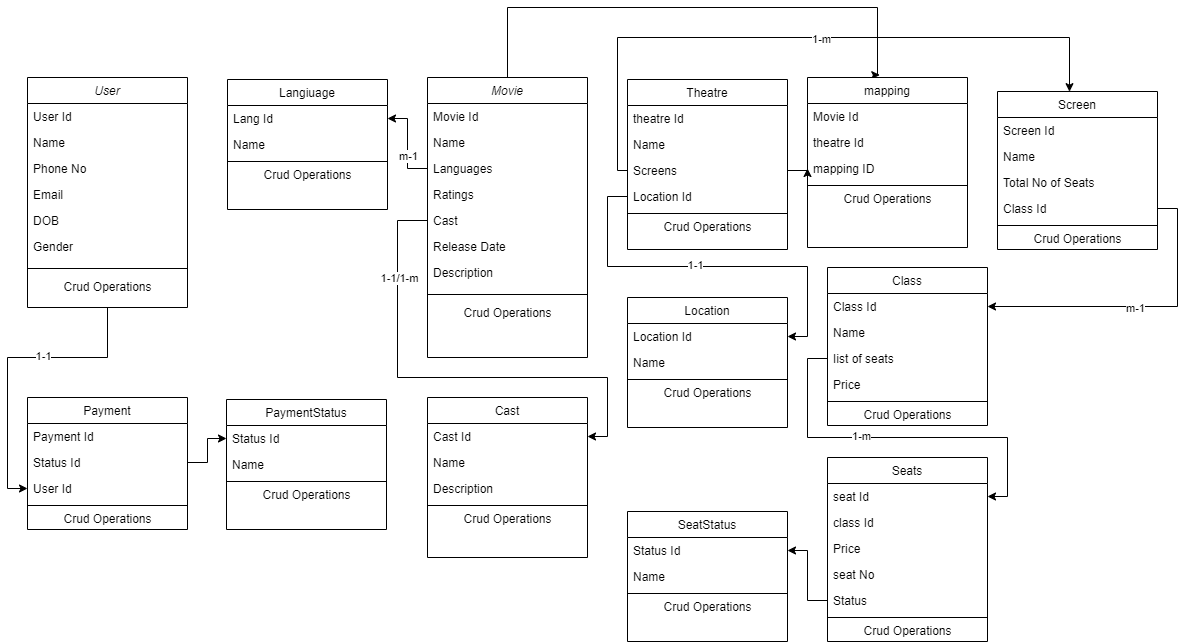 1-m
User
User Id
Name
Phone No
Email
DOB
Gender
Crud Operations
1-1
Langiuage
Lang Id
Name
Crud Operations
m-1
Movie
Movie Id
Name
Languages
Ratings
Cast
Release Date
Description
Crud Operations
1-1/1-m
Theatre
theatre Id
Name
Screens
Location Id
Crud Operations
1-1
mapping
Movie Id
theatre Id
mapping ID
Crud Operations
Screen
Screen Id
Name
Total No of Seats
Class Id
Crud Operations
m-1
Location
Location Id
Name
Crud Operations
Class
Class Id
Name
list of seats
Price
Crud Operations
1-m
Payment
Payment Id
Status Id
User Id
Crud Operations
PaymentStatus
Status Id
Name
Crud Operations
Cast
Cast Id
Name
Description
Crud Operations
SeatStatus
Status Id
Name
Crud Operations
Seats
seat Id
class Id
Price
seat No
Status
Crud Operations